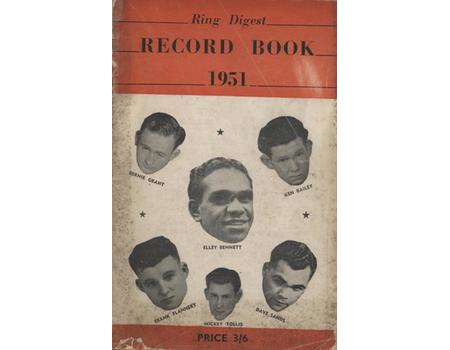 Ring Digest
RECORD BOOK
1951
BERNIE GRANT
KEN BAILEY
ELLEY BENNETT
FRANK FLANNERY
MICKEY TOLLIS
DAVE SANDS
PRICE 3/6